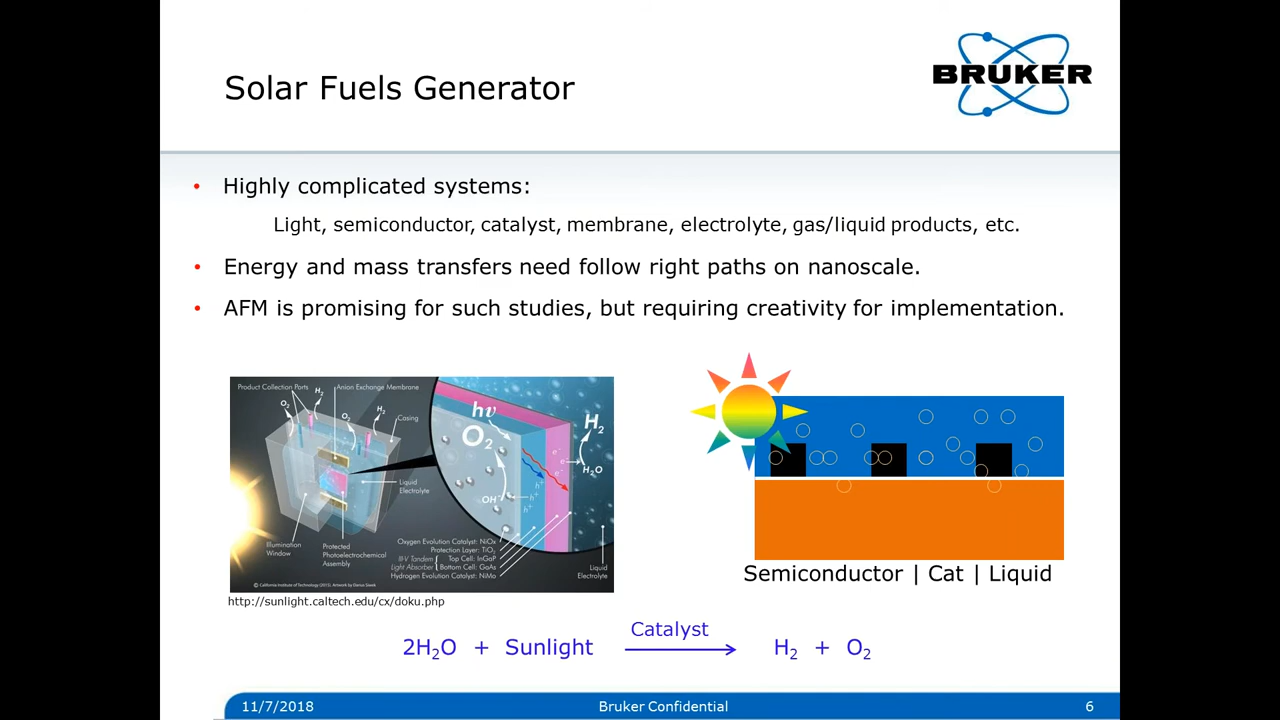 BRUKER
Solar Fuels Generator
• Highly complicated systems:
Light, semiconductor, catalyst, membrane, electrolyte, gas/liquid products, etc.
• Energy and mass transfers need follow right paths on nanoscale.
• AFM is promising for such studies, but requiring creativity for implementation.
Product Collection Ports
Anion Exchange Membrane
H₂
O₂
O₂
H₂
Casing
Liquid
Electrolyte
Illumination
Window
Protected
Photoelectrochemical
Assembly
hν
O₂
H₂
e⁻
e⁻
e⁻
H₂O
h⁺
OH⁻
h⁺
h⁺
Oxygen Evolution Catalyst: NiOx
Protection Layer: TiO₂
III-V Tandem { Top Cell: InGaP
Light Absorber { Bottom Cell: GaAs
Hydrogen Evolution Catalyst: NiMo
Liquid
Electrolyte
© California Institute of Technology (2015). Artwork by Darius Siwek
http://sunlight.caltech.edu/cx/doku.php
Semiconductor | Cat | Liquid
Catalyst
2H₂O + Sunlight → H₂ + O₂
11/7/2018
Bruker Confidential
6